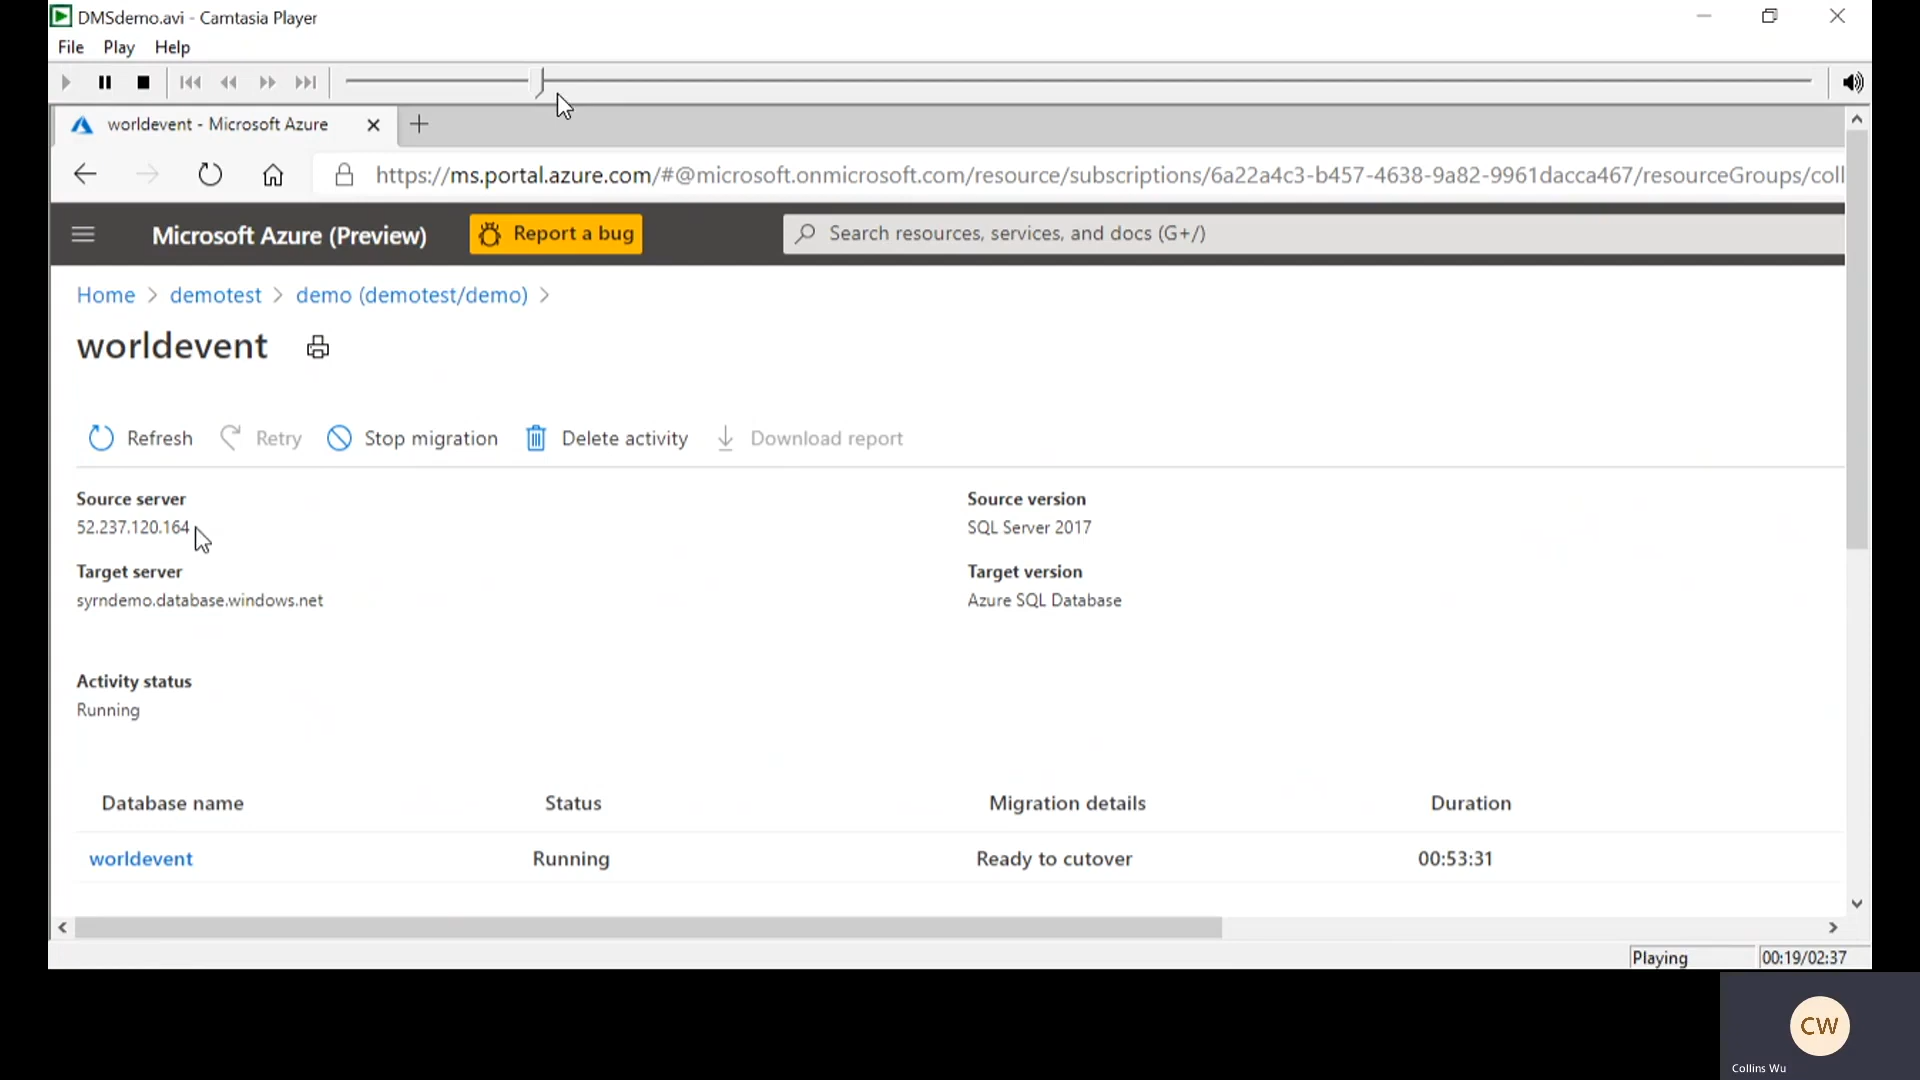 DMSdemo.avi - Camtasia Player
File Play Help
worldevent - Microsoft Azure
https://ms.portal.azure.com/#@microsoft.onmicrosoft.com/resource/subscriptions/6a22a4c3-b457-4638-9a82-9961dacca467/resourceGroups/coll
Microsoft Azure (Preview) Report a bug Search resources, services, and docs (G+/)
Home > demotest > demo (demotest/demo) >
worldevent
Refresh Retry Stop migration Delete activity Download report
Source server Source version
52.237.120.164 SQL Server 2017
Target server Target version
syrndemo.database.windows.net Azure SQL Database
Activity status
Running
Database name Status Migration details Duration
worldevent Running Ready to cutover 00:53:31
Playing 00:19/02:37
CW
Collins Wu